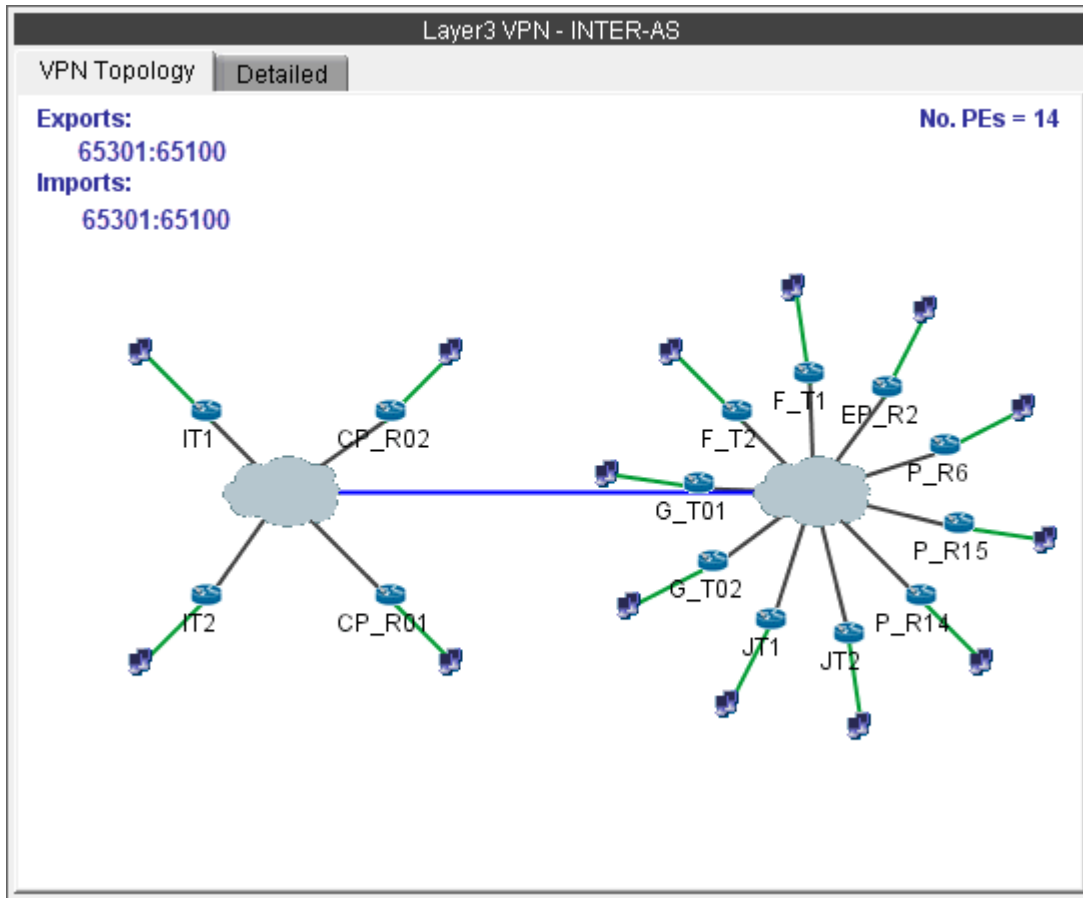 Layer3 VPN - INTER-AS
VPN Topology Detailed
Exports: No. PEs = 14
65301:65100
Imports:
65301:65100
F_T1
EP_R2
IT1
CP_R02
F_T2
P_R6
G_T01
P_R15
G_T02
IT2
CP_R01
P_R14
JT1
JT2